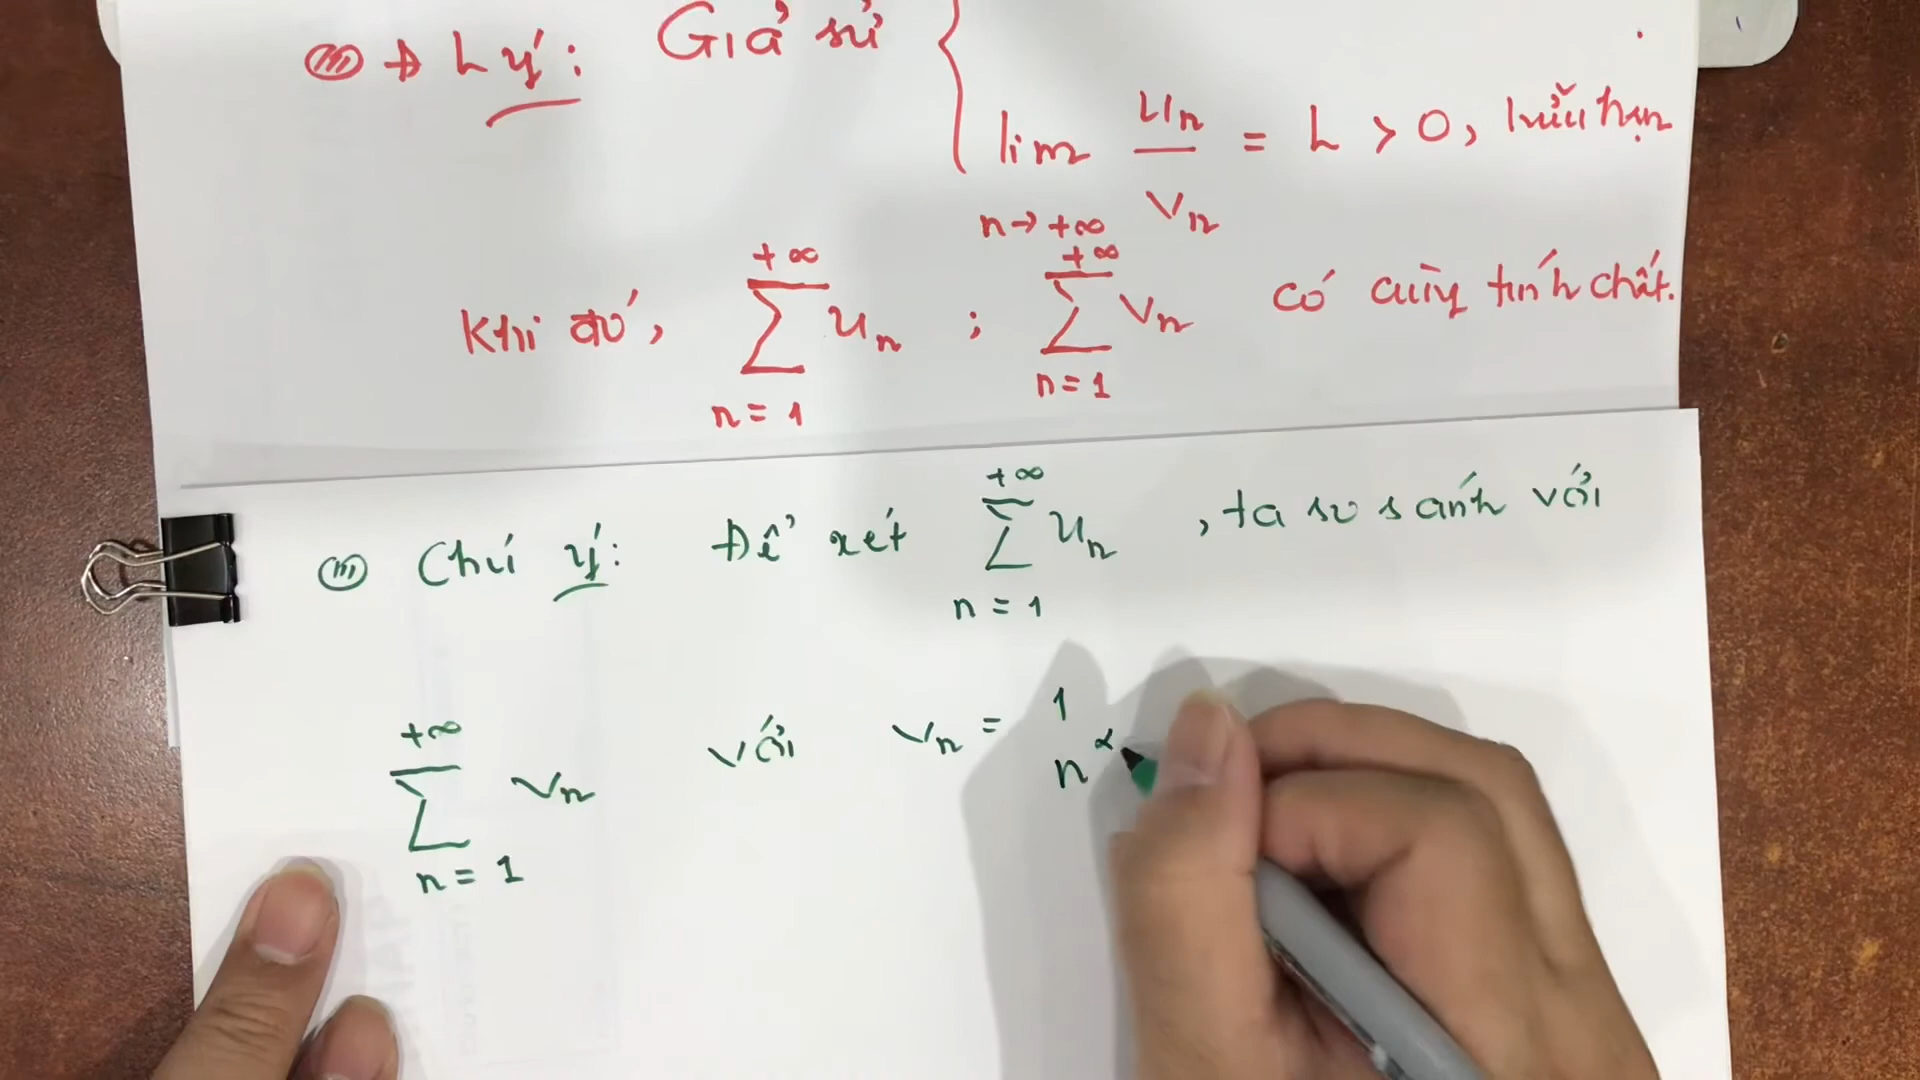 Đ Lý: Giả sử {
lim n→+∞ un/vn = L > 0, hữu hạn
Khi đó, +∞ ∑ n=1 un ; +∞ ∑ n=1 vn có cùng tính chất.
Chú ý: Để xét +∞ ∑ n=1 un , ta so sánh với
+∞ ∑ n=1 vn với vn = 1 n^α